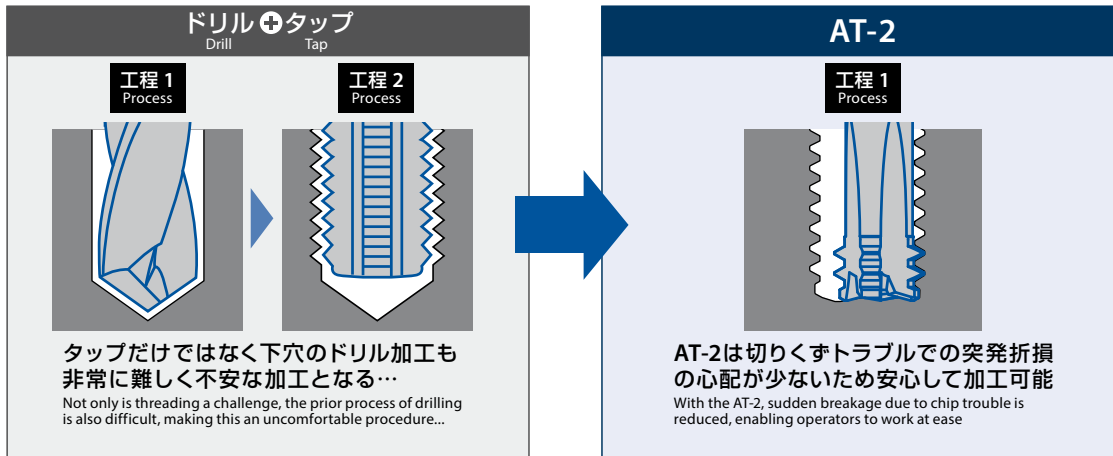 ドリル＋タップ
Drill Tap
工程 1
Process
工程 2
Process
タップだけではなく下穴のドリル加工も
非常に難しく不安な加工となる…
Not only is threading a challenge, the prior process of drilling
is also difficult, making this an uncomfortable procedure...
AT-2
工程 1
Process
AT-2は切りくずトラブルでの突発折損
の心配が少ないため安心して加工可能
With the AT-2, sudden breakage due to chip trouble is
reduced, enabling operators to work at ease